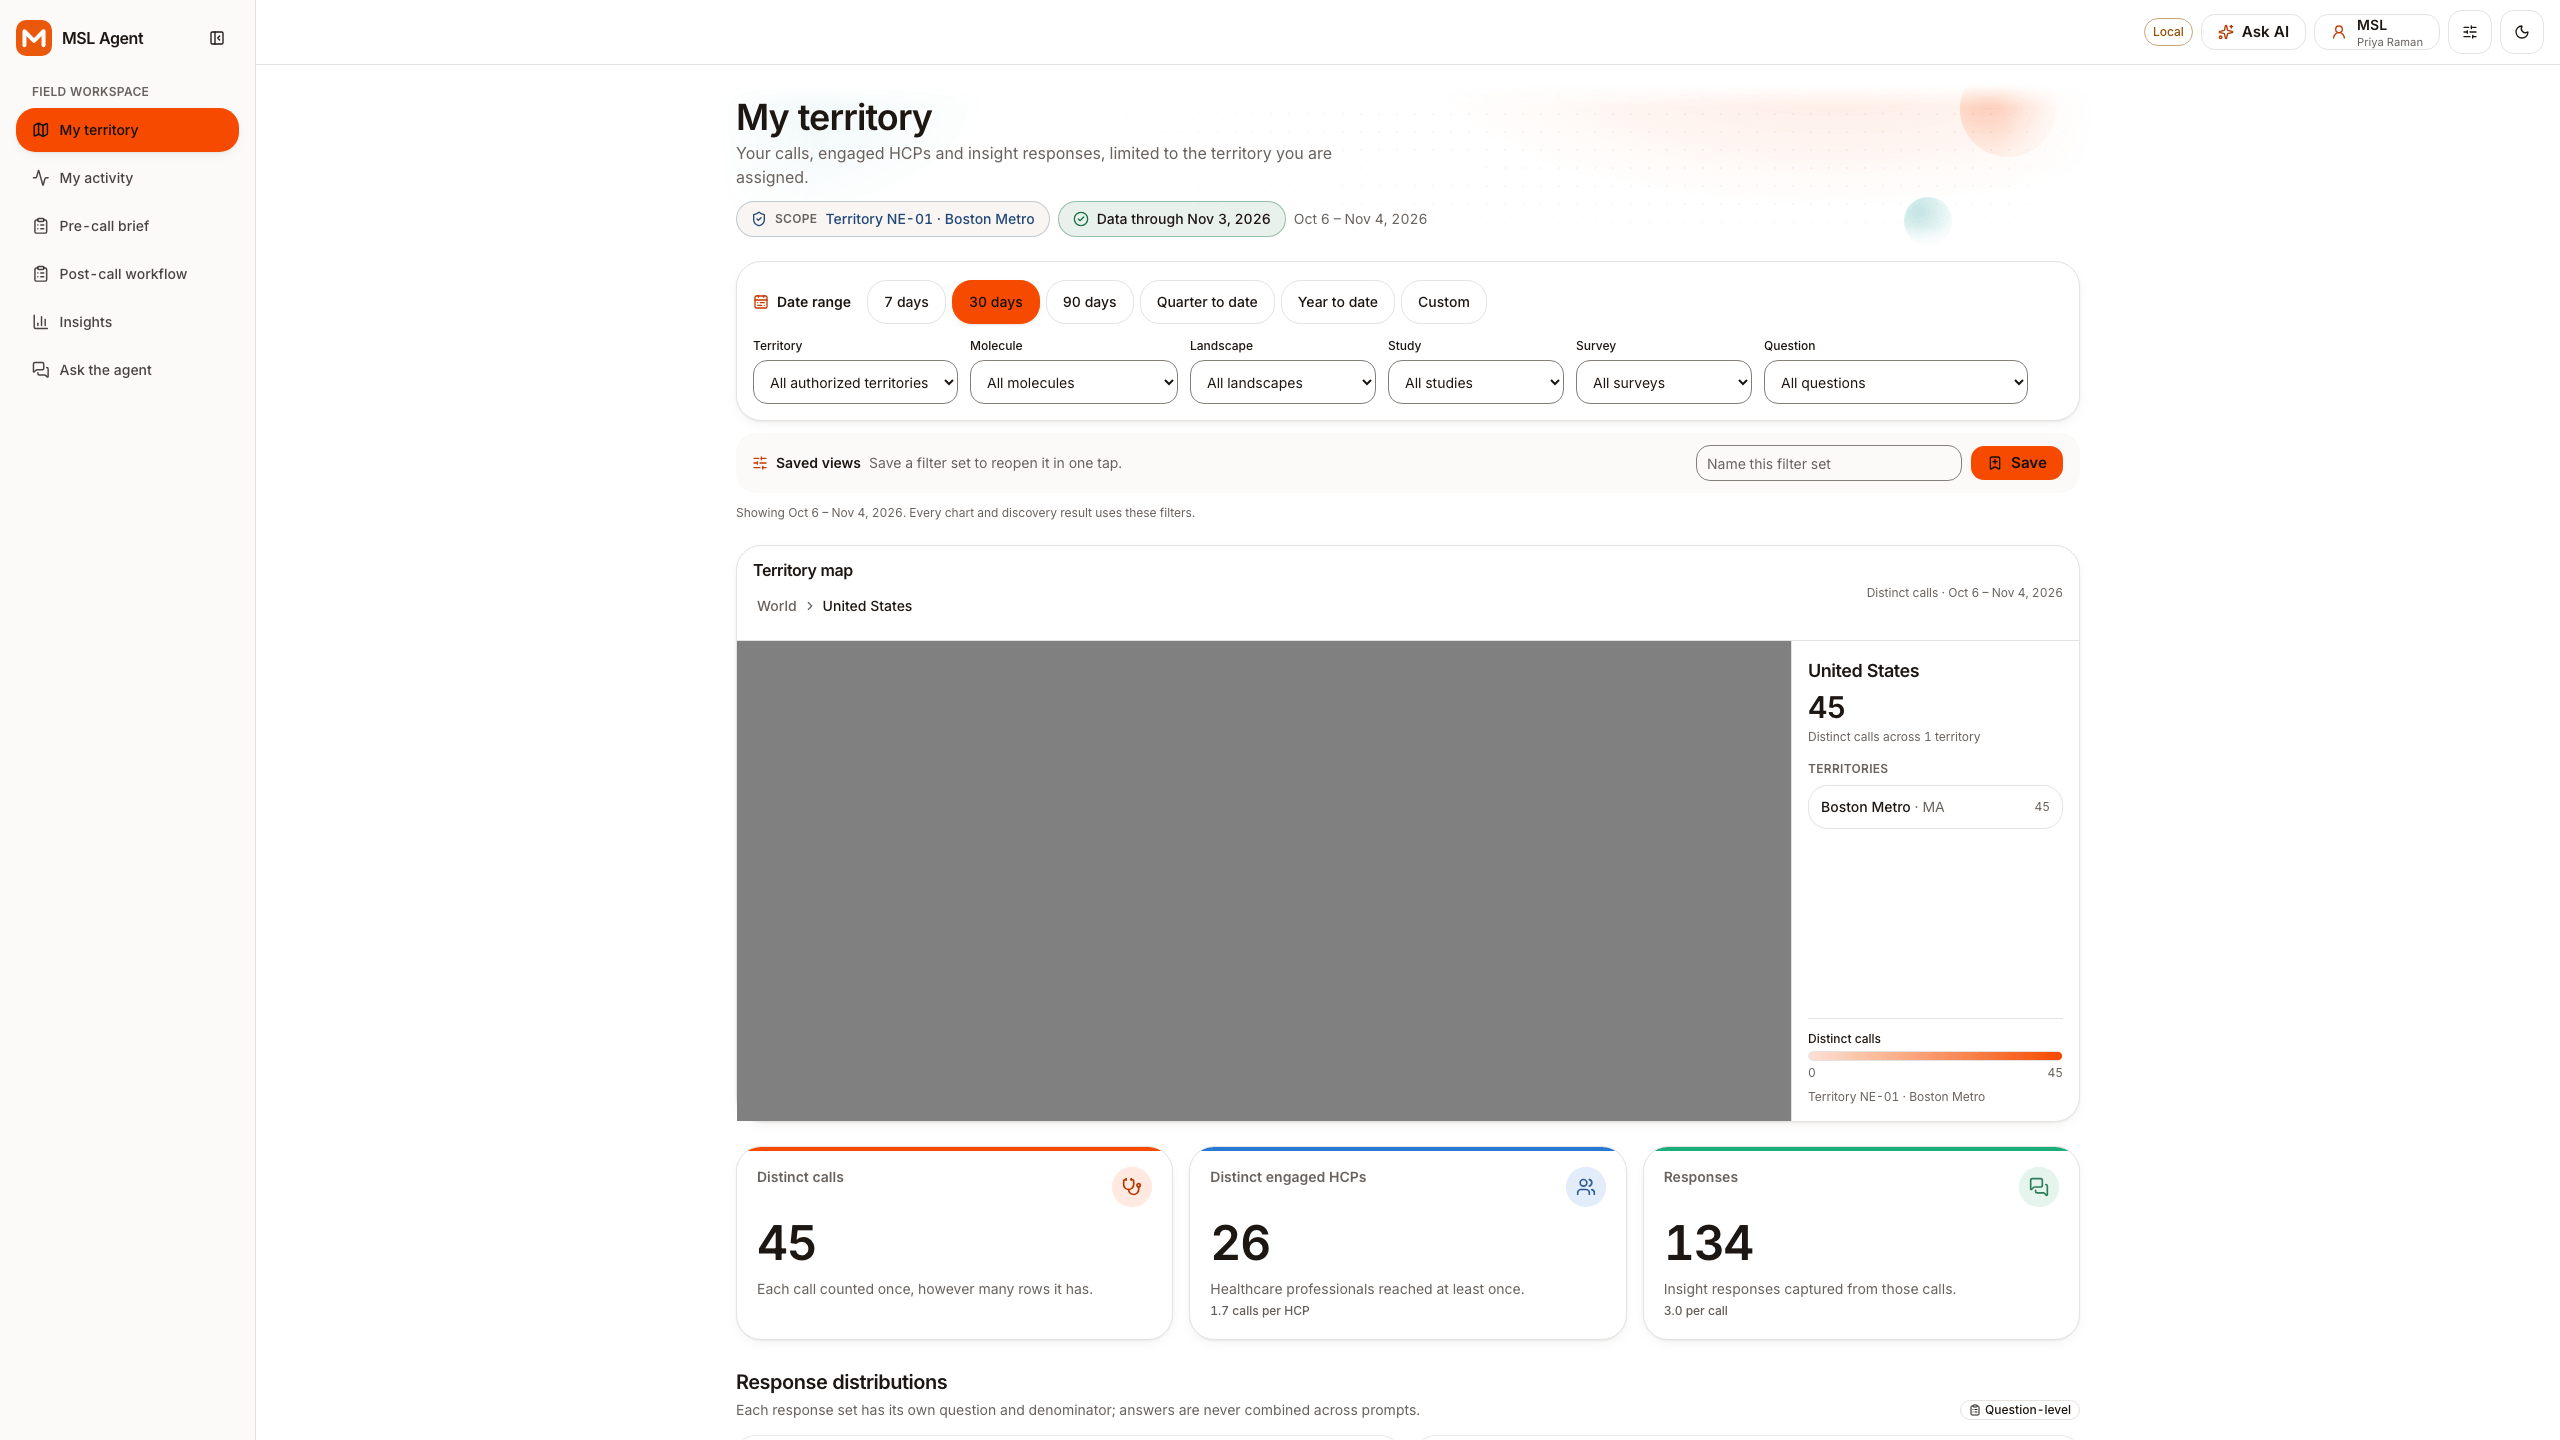 MSL Agent
Local
Ask AI
MSL
Priya Raman
FIELD WORKSPACE
My territory
My activity
Pre-call brief
Post-call workflow
Insights
Ask the agent
My territory
Your calls, engaged HCPs and insight responses, limited to the territory you are
assigned.
SCOPE Territory NE-01 · Boston Metro
Data through Nov 3, 2026
Oct 6 – Nov 4, 2026
Date range
7 days
30 days
90 days
Quarter to date
Year to date
Custom
Territory
Molecule
Landscape
Study
Survey
Question
All authorized territories
All molecules
All landscapes
All studies
All surveys
All questions
Saved views Save a filter set to reopen it in one tap.
Name this filter set
Save
Showing Oct 6 – Nov 4, 2026. Every chart and discovery result uses these filters.
Territory map
World
United States
Distinct calls · Oct 6 – Nov 4, 2026
United States
45
Distinct calls across 1 territory
TERRITORIES
Boston Metro · MA 45
Distinct calls
0 45
Territory NE-01 · Boston Metro
Distinct calls
45
Each call counted once, however many rows it has.
Distinct engaged HCPs
26
Healthcare professionals reached at least once.
1.7 calls per HCP
Responses
134
Insight responses captured from those calls.
3.0 per call
Response distributions
Each response set has its own question and denominator; answers are never combined across prompts.
Question-level